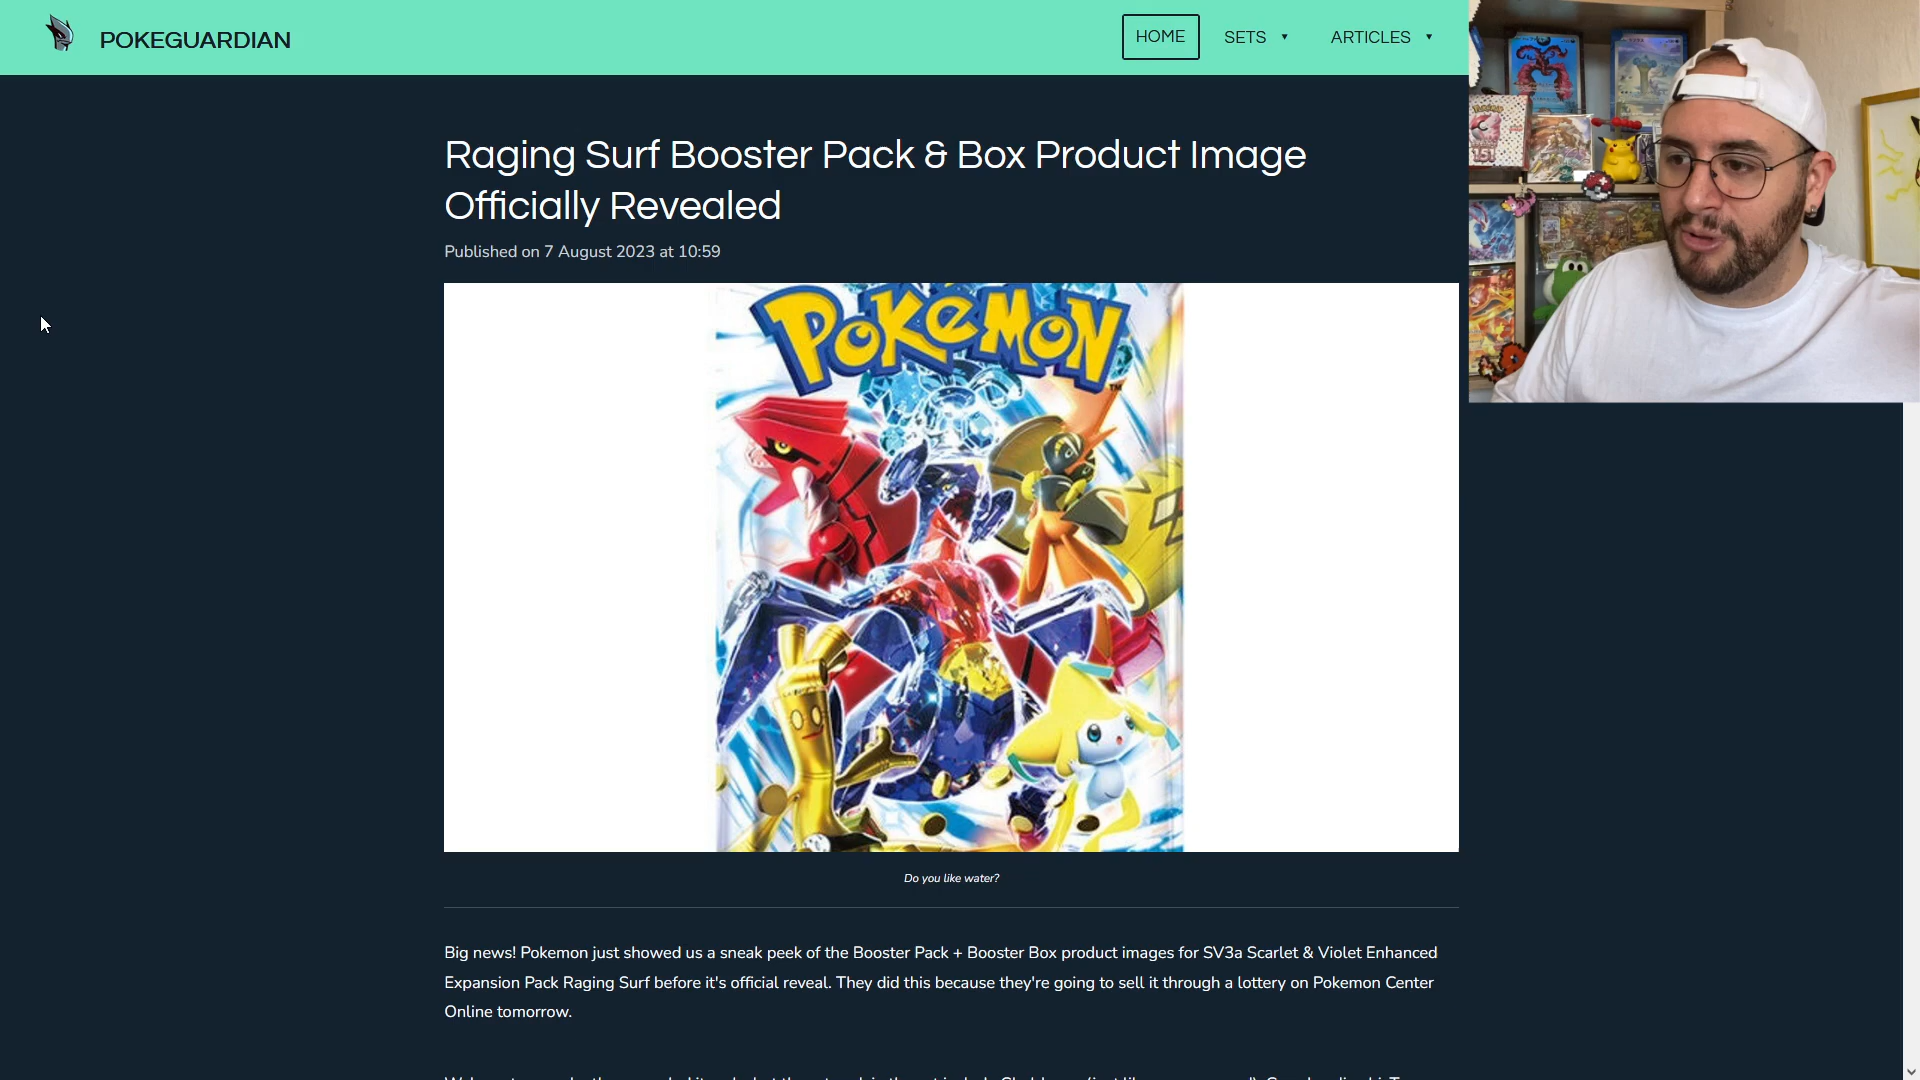 POKEGUARDIAN
HOME
SETS
ARTICLES
Raging Surf Booster Pack & Box Product Image
Officially Revealed
Published on 7 August 2023 at 10:59
POKéMON
TM
Do you like water?
Big news! Pokemon just showed us a sneak peek of the Booster Pack + Booster Box product images for SV3a Scarlet & Violet Enhanced
Expansion Pack Raging Surf before it's official reveal. They did this because they're going to sell it through a lottery on Pokemon Center
Online tomorrow.
151